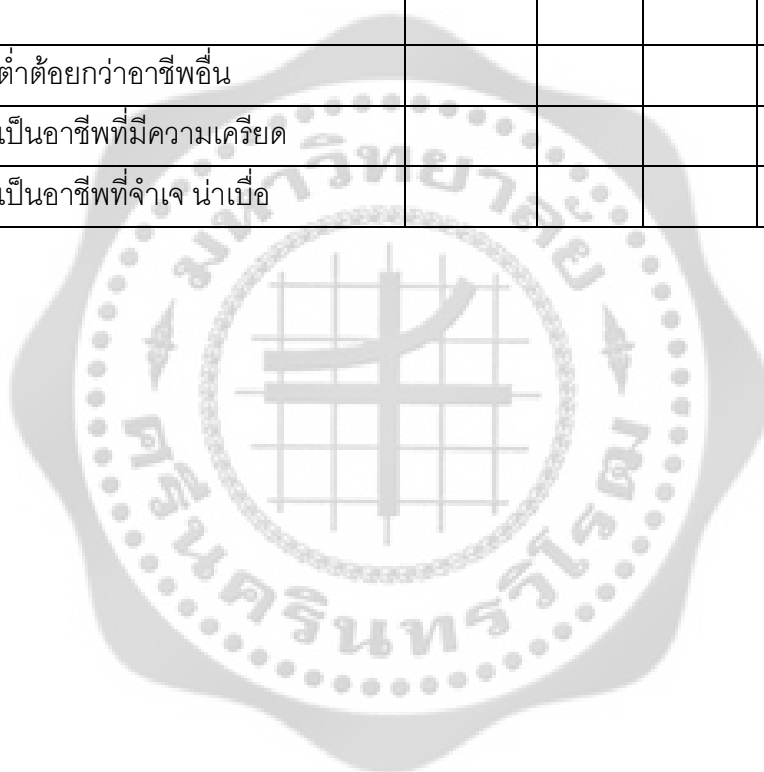 ต่ำต้อยกว่าอาชีพอื่น
เป็นอาชีพที่มีความเครียด
เป็นอาชีพที่จำเจ น่าเบื่อ
มหาวิทยาลัย
ศรีนครินทรวิโรฒ